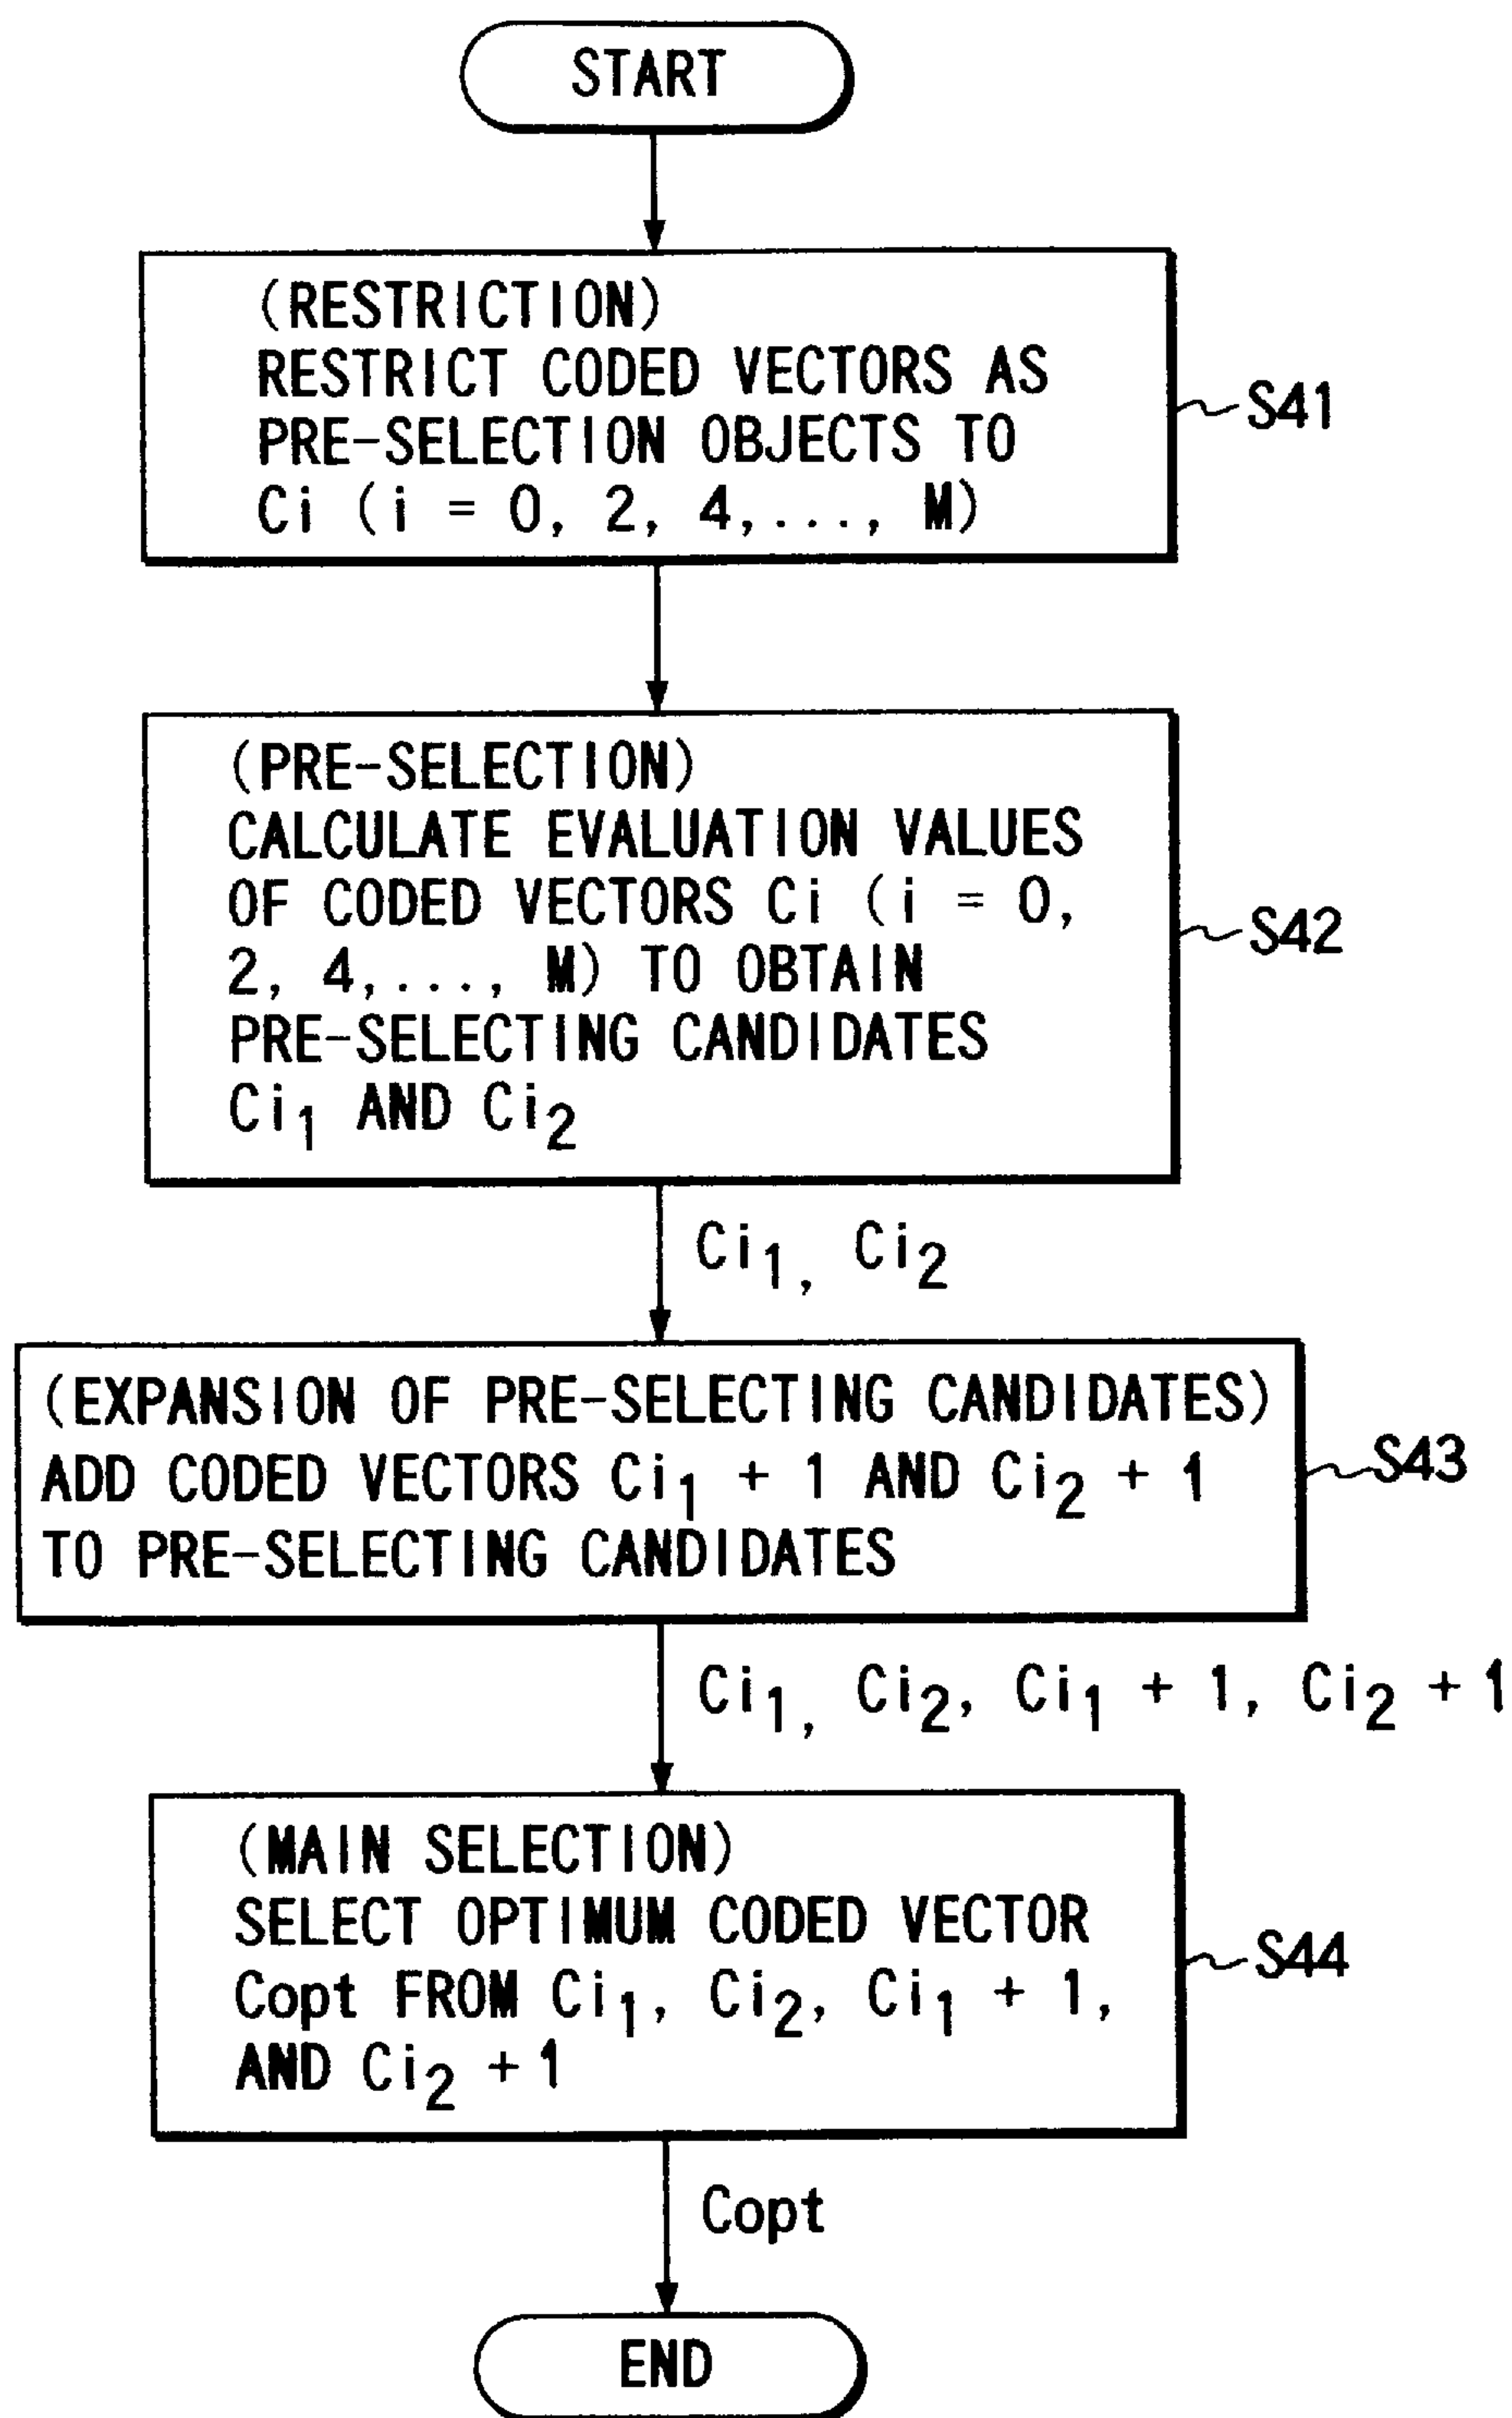 START
(RESTRICTION)
RESTRICT CODED VECTORS AS
PRE-SELECTION OBJECTS TO
Ci (i = 0, 2, 4,..., M)
S41
(PRE-SELECTION)
CALCULATE EVALUATION VALUES
OF CODED VECTORS Ci (i = 0,
2, 4,..., M) TO OBTAIN
PRE-SELECTING CANDIDATES
Ci₁ AND Ci₂
S42
Ci₁, Ci₂
(EXPANSION OF PRE-SELECTING CANDIDATES)
ADD CODED VECTORS Ci₁ + 1 AND Ci₂ + 1
TO PRE-SELECTING CANDIDATES
S43
Ci₁, Ci₂, Ci₁ + 1, Ci₂ + 1
(MAIN SELECTION)
SELECT OPTIMUM CODED VECTOR
Copt FROM Ci₁, Ci₂, Ci₁ + 1,
AND Ci₂ + 1
S44
Copt
END